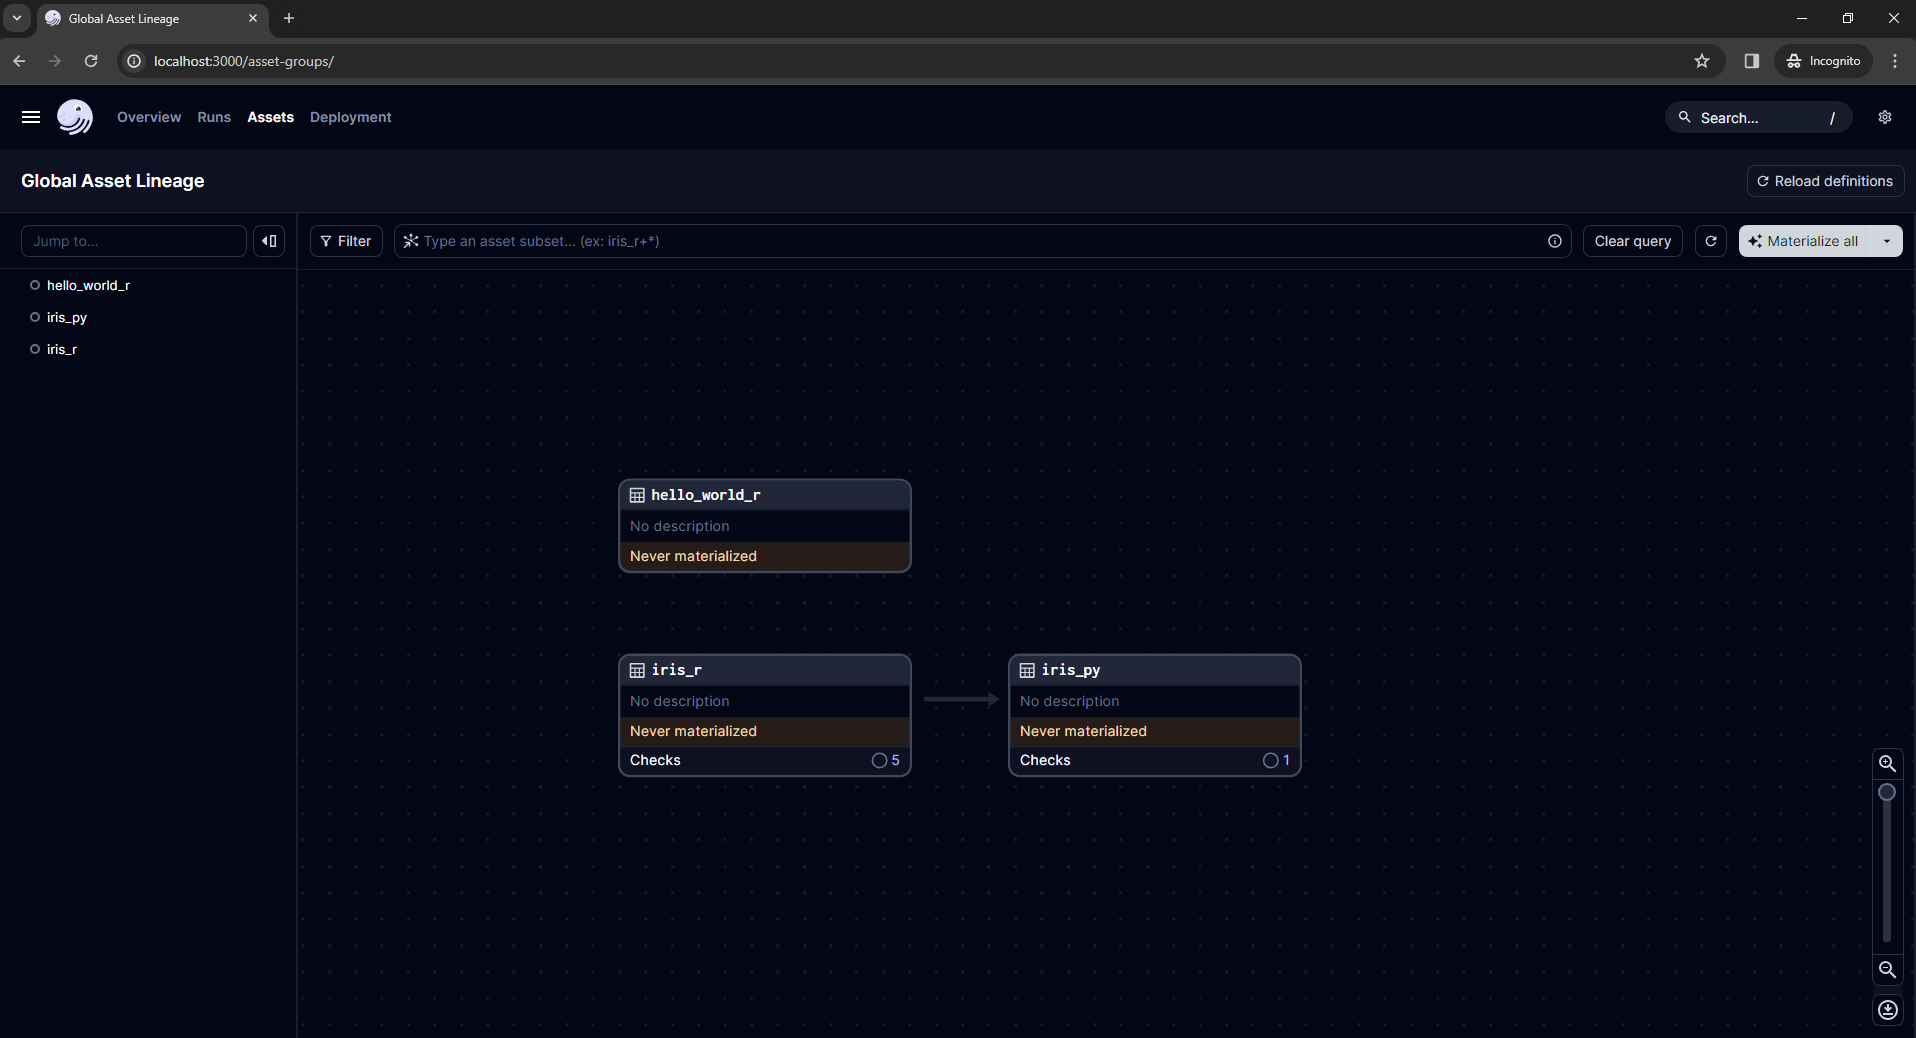 Global Asset Lineage
localhost:3000/asset-groups/
Incognito
Overview Runs Assets Deployment
Search... /
Global Asset Lineage
Reload definitions
Jump to...
Filter
Type an asset subset... (ex: iris_r+*)
Clear query
Materialize all
hello_world_r
iris_py
iris_r
hello_world_r
No description
Never materialized
iris_r
No description
Never materialized
Checks 5
iris_py
No description
Never materialized
Checks 1